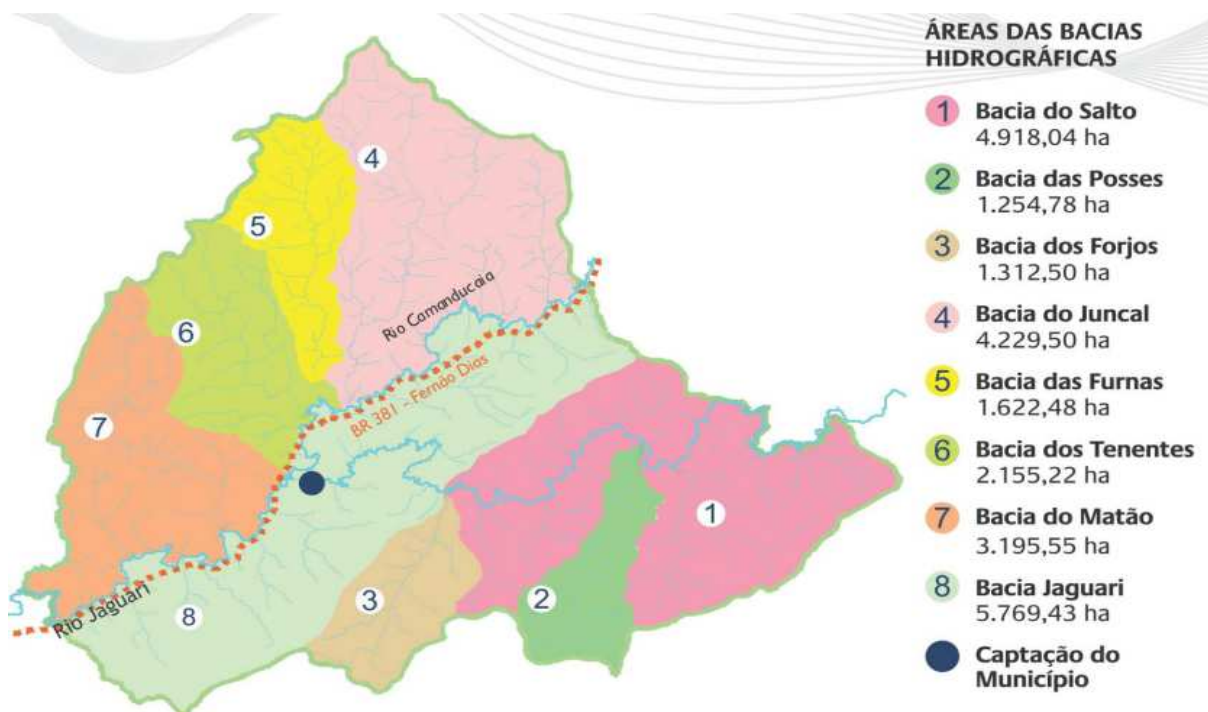 ÁREAS DAS BACIAS
HIDROGRÁFICAS
1 Bacia do Salto
4.918,04 ha
2 Bacia das Posses
1.254,78 ha
3 Bacia dos Forjos
1.312,50 ha
4 Bacia do Juncal
4.229,50 ha
5 Bacia das Furnas
1.622,48 ha
6 Bacia dos Tenentes
2.155,22 ha
7 Bacia do Matão
3.195,55 ha
8 Bacia Jaguari
5.769,43 ha
Captação do
Município
4
5
Rio Camanducaia
6
BR 381 - Fernão Dias
7
1
2
3
Rio Jaguari
8